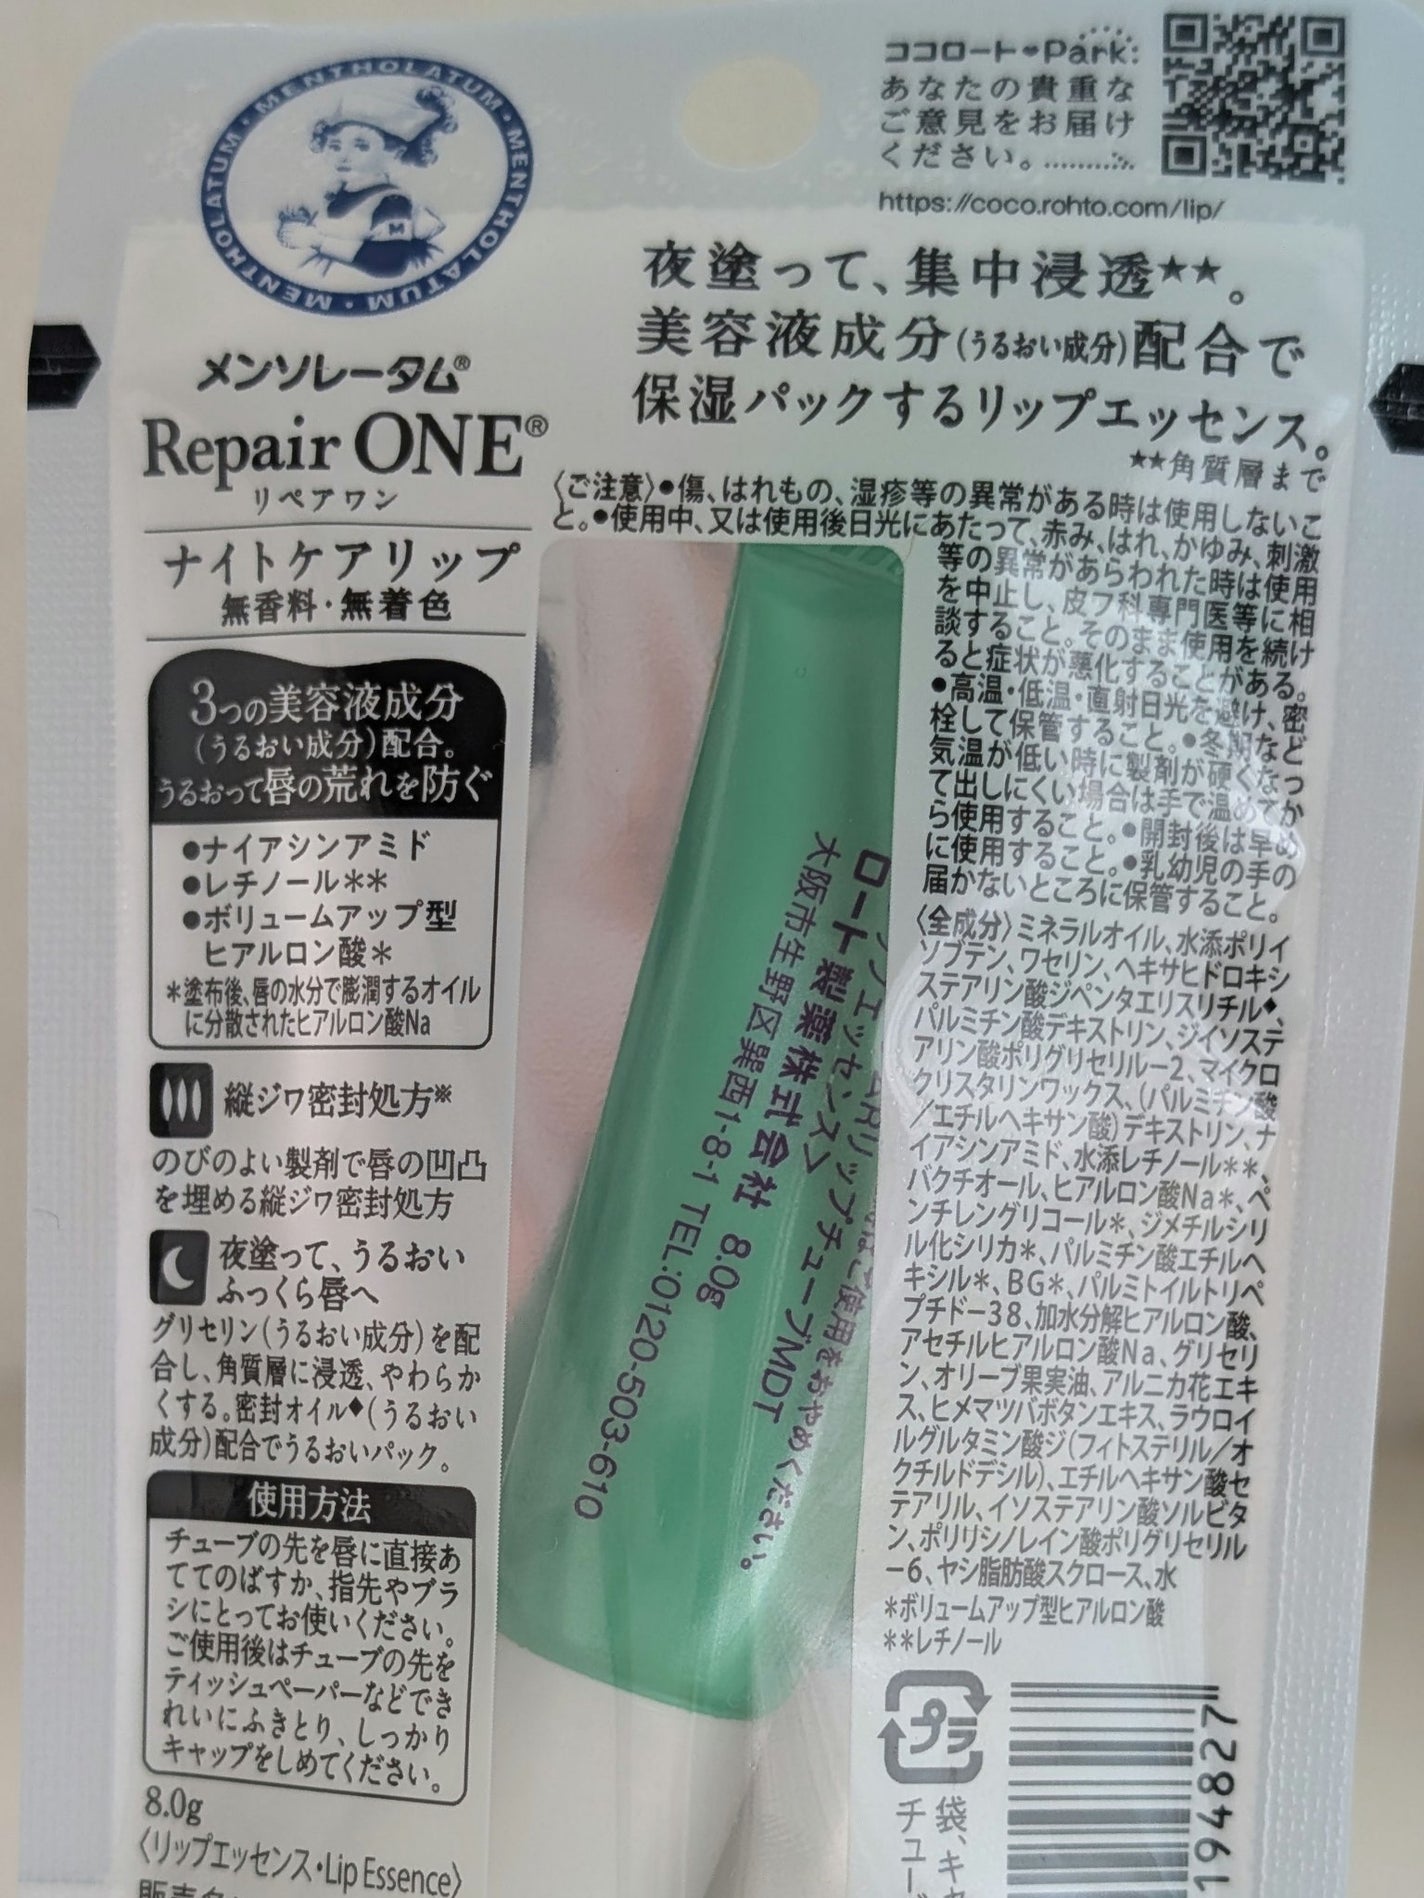 MENTHOLATUM・MENTHOLATUM・MENTHOLATUM・MENTHOLATUM
M
メンソレータム®
Repair ONE®
リペアワン
ナイトケアリップ
無香料・無着色
3つの美容液成分
(うるおい成分)配合。
うるおって唇の荒れを防ぐ
●ナイアシンアミド
●レチノール**
●ボリュームアップ型
ヒアルロン酸*
*塗布後、唇の水分で膨潤するオイル
に分散されたヒアルロン酸Na
縦ジワ密封処方※
のびのよい製剤で唇の凹凸
を埋める縦ジワ密封処方
夜塗って、うるおい
ふっくら唇へ
グリセリン(うるおい成分)を配
合し、角質層に浸透、やわらか
くする。密封オイル◆(うるおい
成分)配合でうるおいパック。
使用方法
チューブの先を唇に直接あ
ててのばすか、指先やブラ
シにとってお使いください。
ご使用後はチューブの先を
ティッシュペーパーなどでき
れいにふきとり、しっかり
キャップをしめてください。
8.0g
〈リップエッセンス・Lip Essence〉
ココロートPark:
あなたの貴重な
ご意見をお届け
ください。
https://coco.rohto.com/lip/
夜塗って、集中浸透★★。
美容液成分(うるおい成分)配合で
保湿パックするリップエッセンス。
★★角質層まで
〈ご注意〉●傷、はれもの、湿疹等の異常がある時は使用しないこ
と。●使用中、又は使用後日光にあたって、赤み、はれ、かゆみ、刺激
等の異常があらわれた時は使用
を中止し、皮フ科専門医等に相
談すること。そのまま使用を続け
ると症状が悪化することがある。
●高温・低温・直射日光を避け、密
栓して保管すること。●冬期など
気温が低い時に製剤が硬くなっ
て出しにくい場合は手で温めてか
ら使用すること。●開封後は早め
に使用すること。●乳幼児の手の
届かないところに保管すること。
〈全成分〉ミネラルオイル、水添ポリイ
ソブテン、ワセリン、ヘキサヒドロキシ
ステアリン酸ジペンタエリスリチル◆、
パルミチン酸デキストリン、ジイソステ
アリン酸ポリグリセリル-2、マイクロ
クリスタリンワックス、(パルミチン酸
/エチルヘキサン酸)デキストリン、ナ
イアシンアミド、水添レチノール**、
バクチオール、ヒアルロン酸Na*、ペ
ンチレングリコール*、ジメチルシリ
ル化シリカ*、パルミチン酸エチルヘ
キシル*、BG*、パルミトイルトリペ
プチド-38、加水分解ヒアルロン酸、
アセチルヒアルロン酸Na、グリセリ
ン、オリーブ果実油、アルニカ花エキ
ス、ヒメマツバボタンエキス、ラウロイ
ルグルタミン酸ジ(フィトステリル/オ
クチルドデシル)、エチルヘキサン酸セ
テアリル、イソステアリン酸ソルビタ
ン、ポリリシノレイン酸ポリグリセリル
-6、ヤシ脂肪酸スクロース、水
*ボリュームアップ型ヒアルロン酸
**レチノール
プラ
袋、キャ
チュー
194827
使用をおやめください。
リップチューブMDT
エッセンス〉
ロート製薬株式会社 8.0g
大阪市生野区巽西1-8-1 TEL:0120-503-610